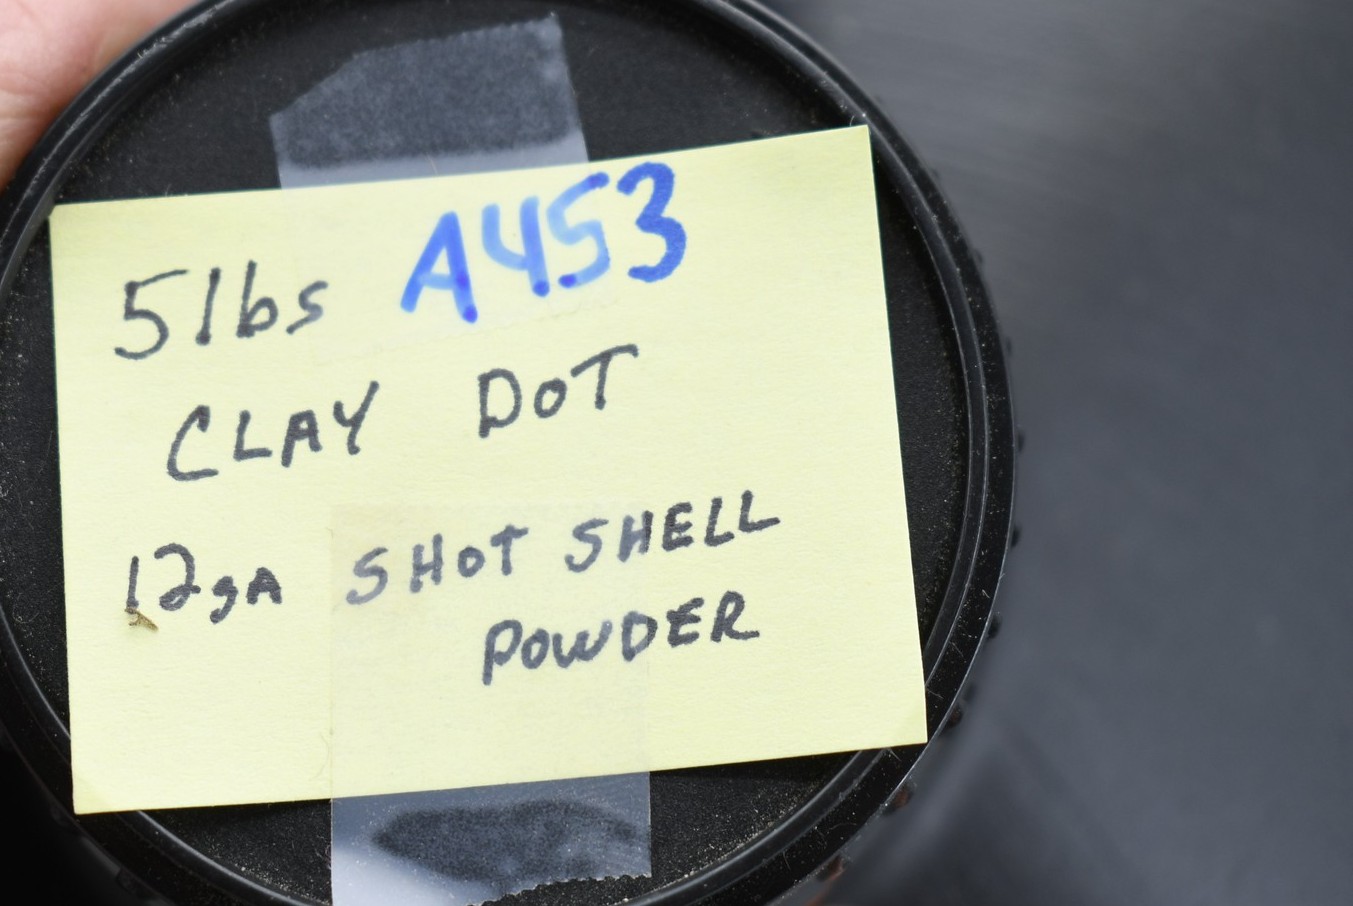 5lbs A453
CLAY DOT
12gA SHOT SHELL
POWDER